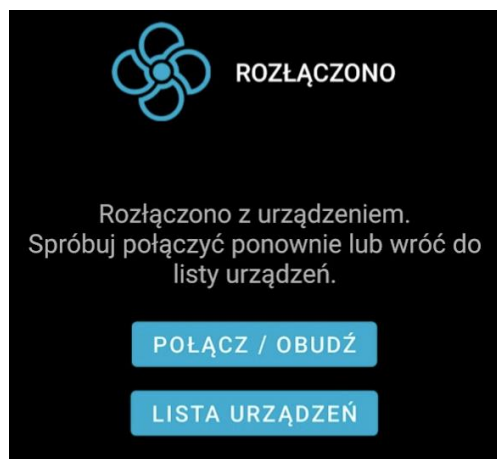 ROZŁĄCZONO
Rozłączono z urządzeniem.
Spróbuj połączyć ponownie lub wróć do
listy urządzeń.
POŁĄCZ / OBUDŹ
LISTA URZĄDZEŃ